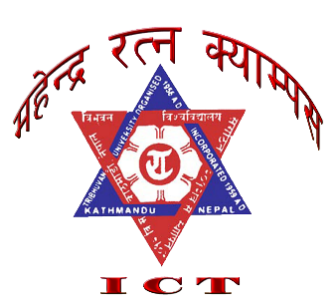 महेन्द्र रत्न क्याम्पस
त्रिभुवन विश्वविद्यालय
UNIVERSITY ORGANISED 1956 A.D
TRIBHUVAN
INCORPORATED 1959 A.D
KATHMANDU NEPAL
ICT